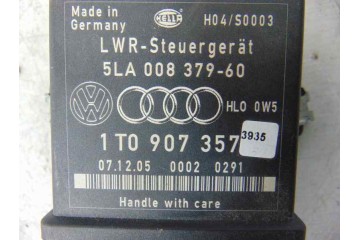 Made in
Germany
HELLA
H04/S0003
LWR-Steuergerät
5LA 008 379-60
HLO 0W5
1T0 907 357
3935
07.12.05 0002 0291
Handle with care